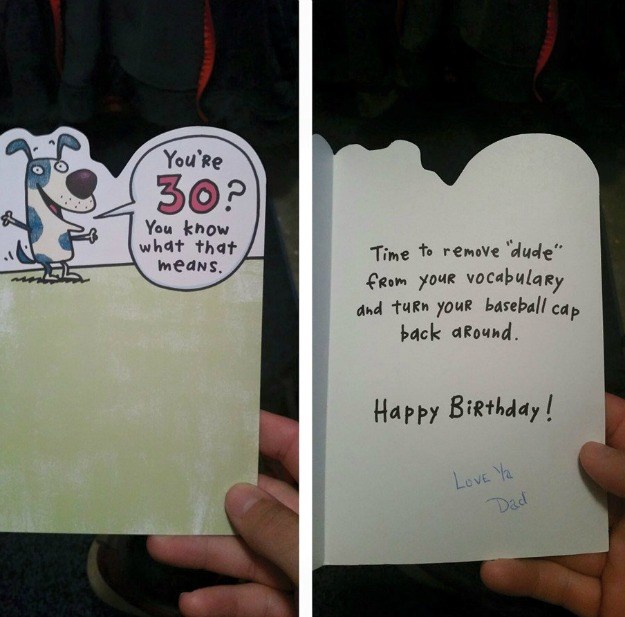 You're
30?
You know
what that
means.
Time to remove "dude"
from your vocabulary
and turn your baseball cap
back around.
Happy Birthday!
Love Ya
Dad